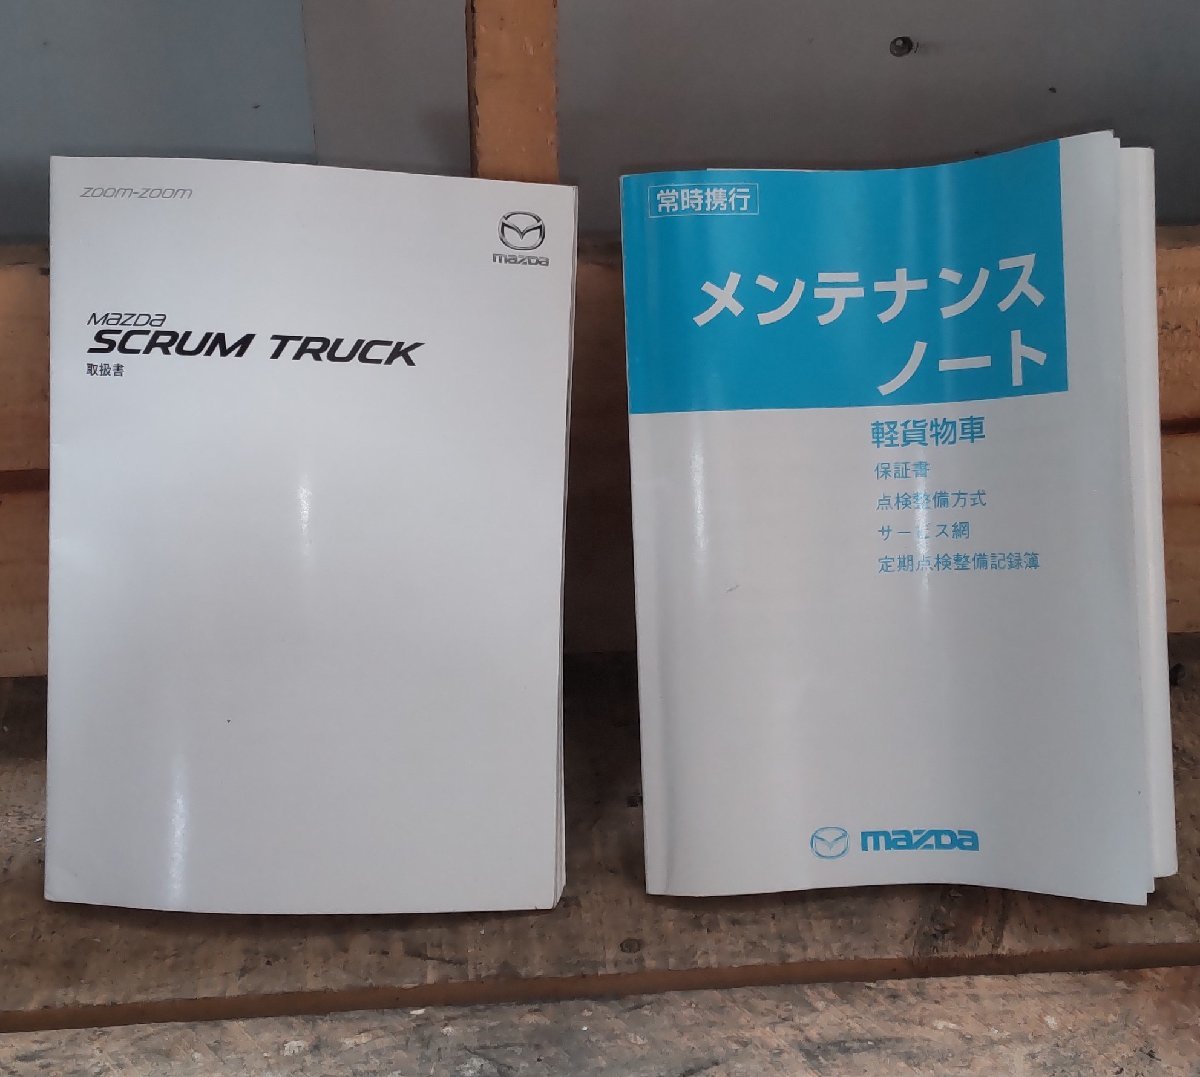 zoom-zoom
mazda
mazda
SCRUM TRUCK
取扱書
常時携行
メンテナンス
ノート
軽貨物車
保証書
点検整備方式
サービス網
定期点検整備記録簿
mazda